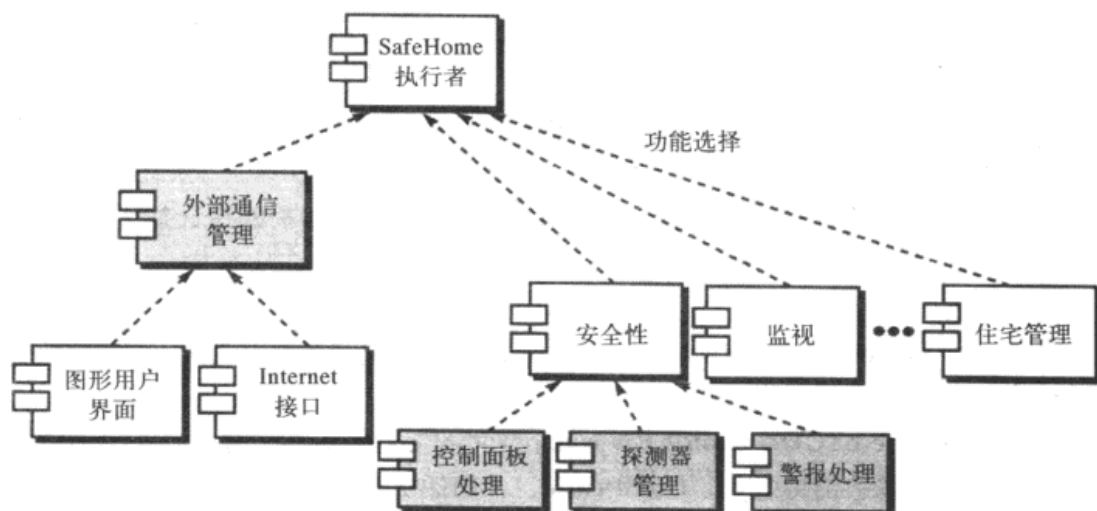 SafeHome
执行者
功能选择
外部通信
管理
安全性
监视
住宅管理
图形用户
界面
Internet
接口
控制面板
处理
探测器
管理
警报处理